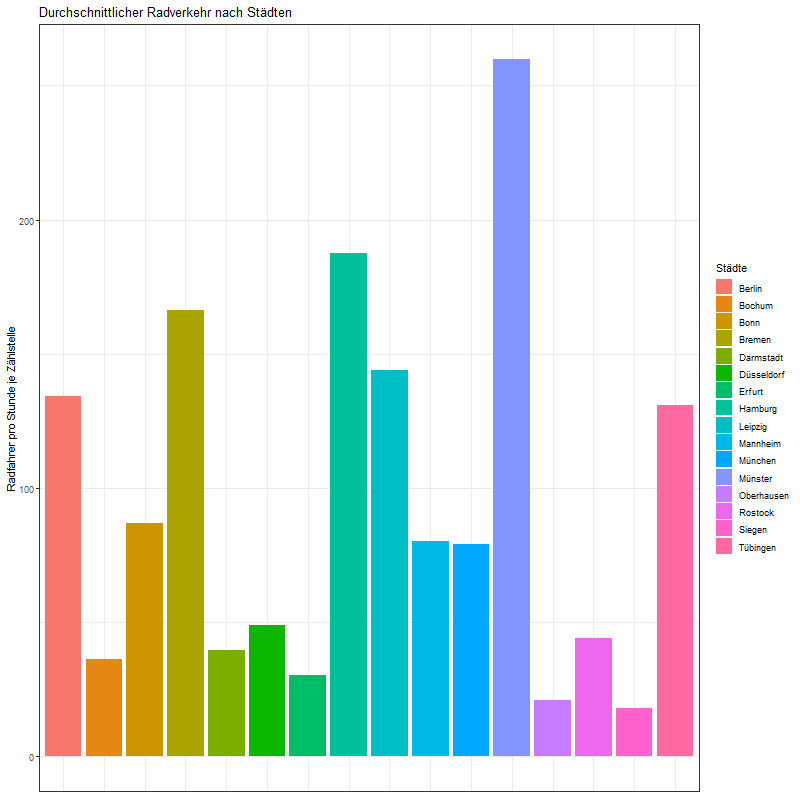 Durchschnittlicher Radverkehr nach Städten
Radfahrer pro Stunde je Zählstelle
200
100
0
Städte
Berlin
Bochum
Bonn
Bremen
Darmstadt
Düsseldorf
Erfurt
Hamburg
Leipzig
Mannheim
München
Münster
Oberhausen
Rostock
Siegen
Tübingen